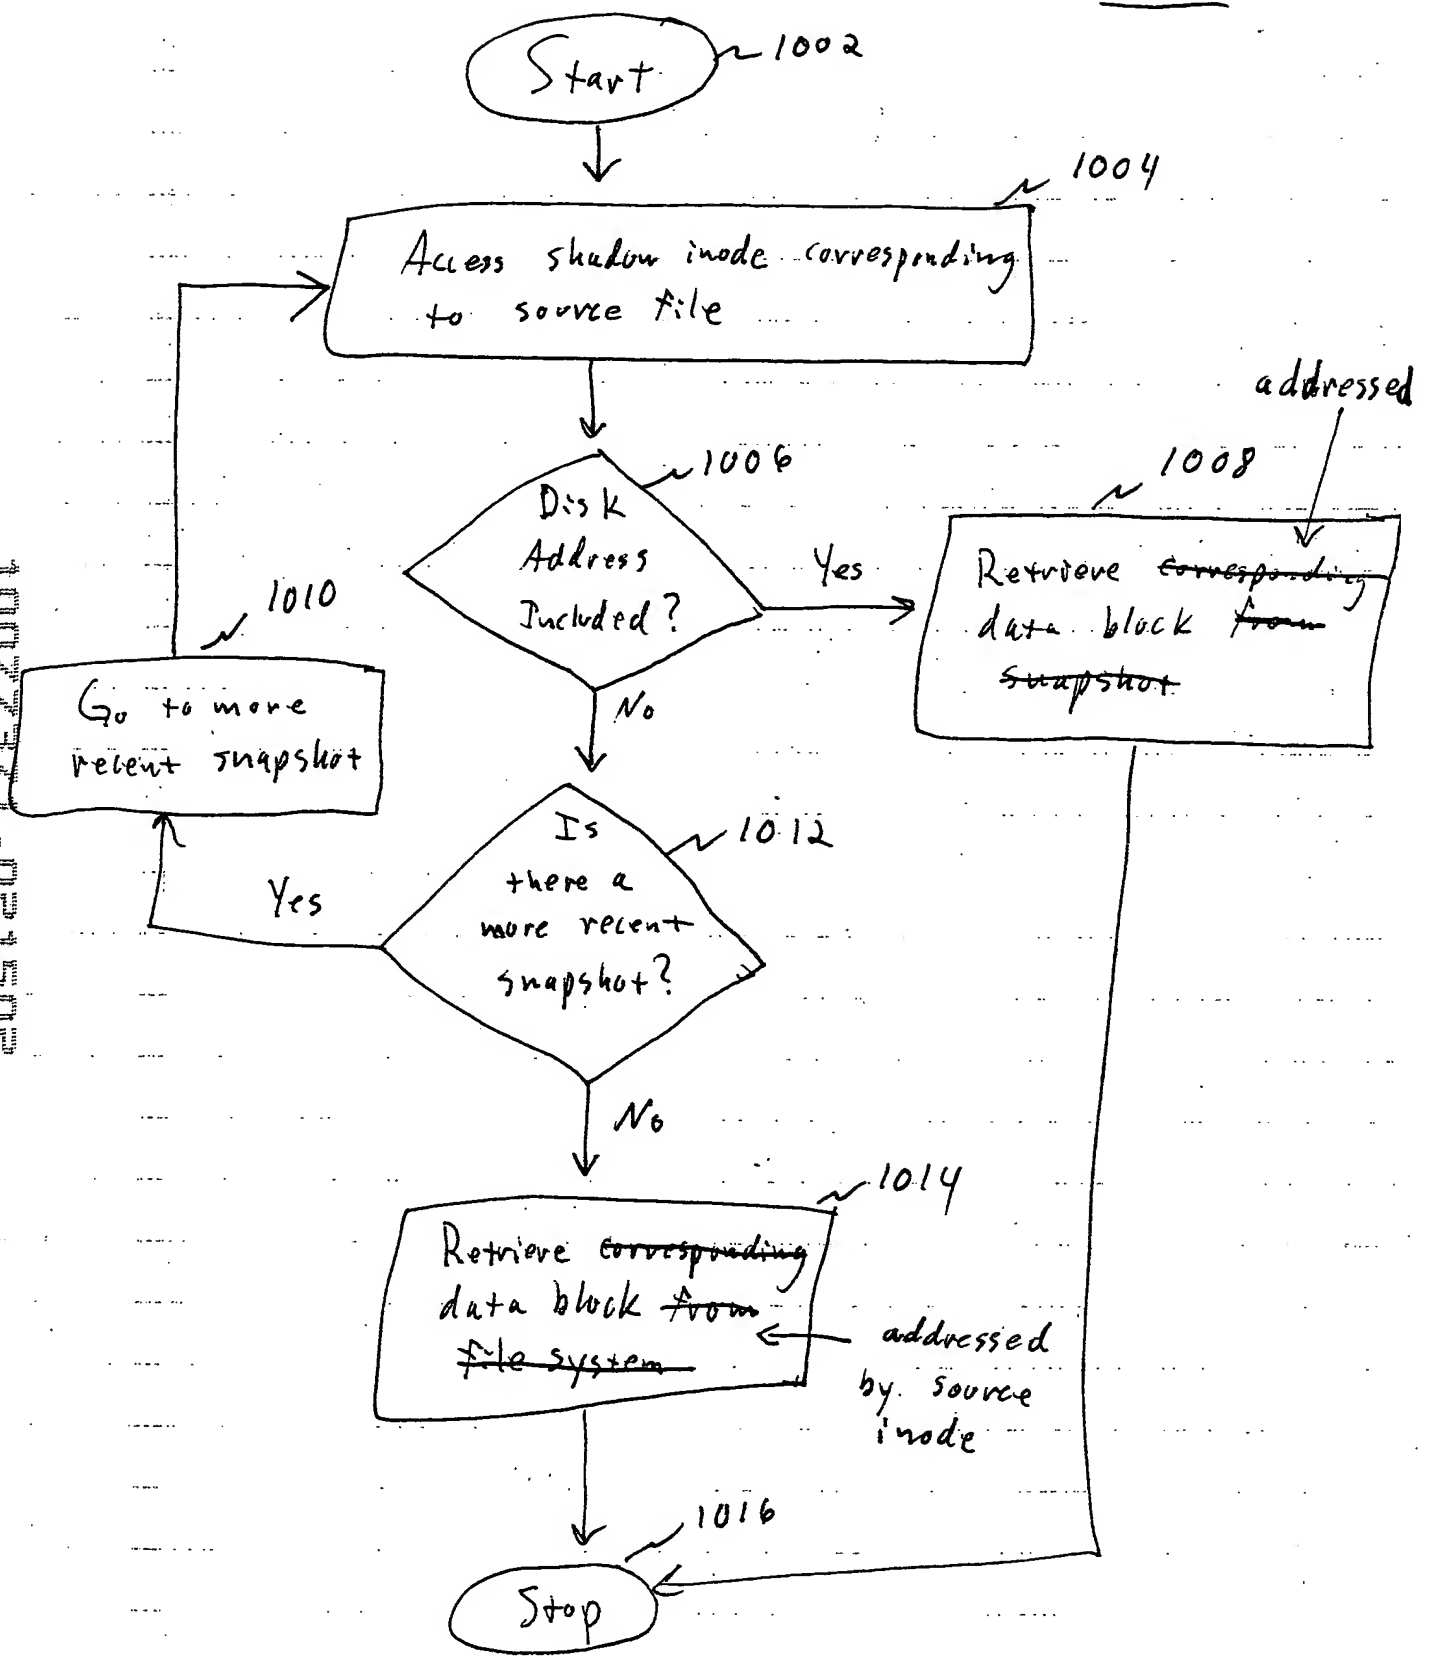 Start
1002
1004
Access shadow inode corresponding
to source file
addressed
1006
1008
Disk
Address
Included?
Yes
Retrieve corresponding
data block from
snapshot
1010
No
Go to more
recent snapshot
Is
there a
more recent
snapshot?
1012
Yes
No
1014
Retrieve corresponding
data block from
file system
addressed
by source
inode
1016
Stop